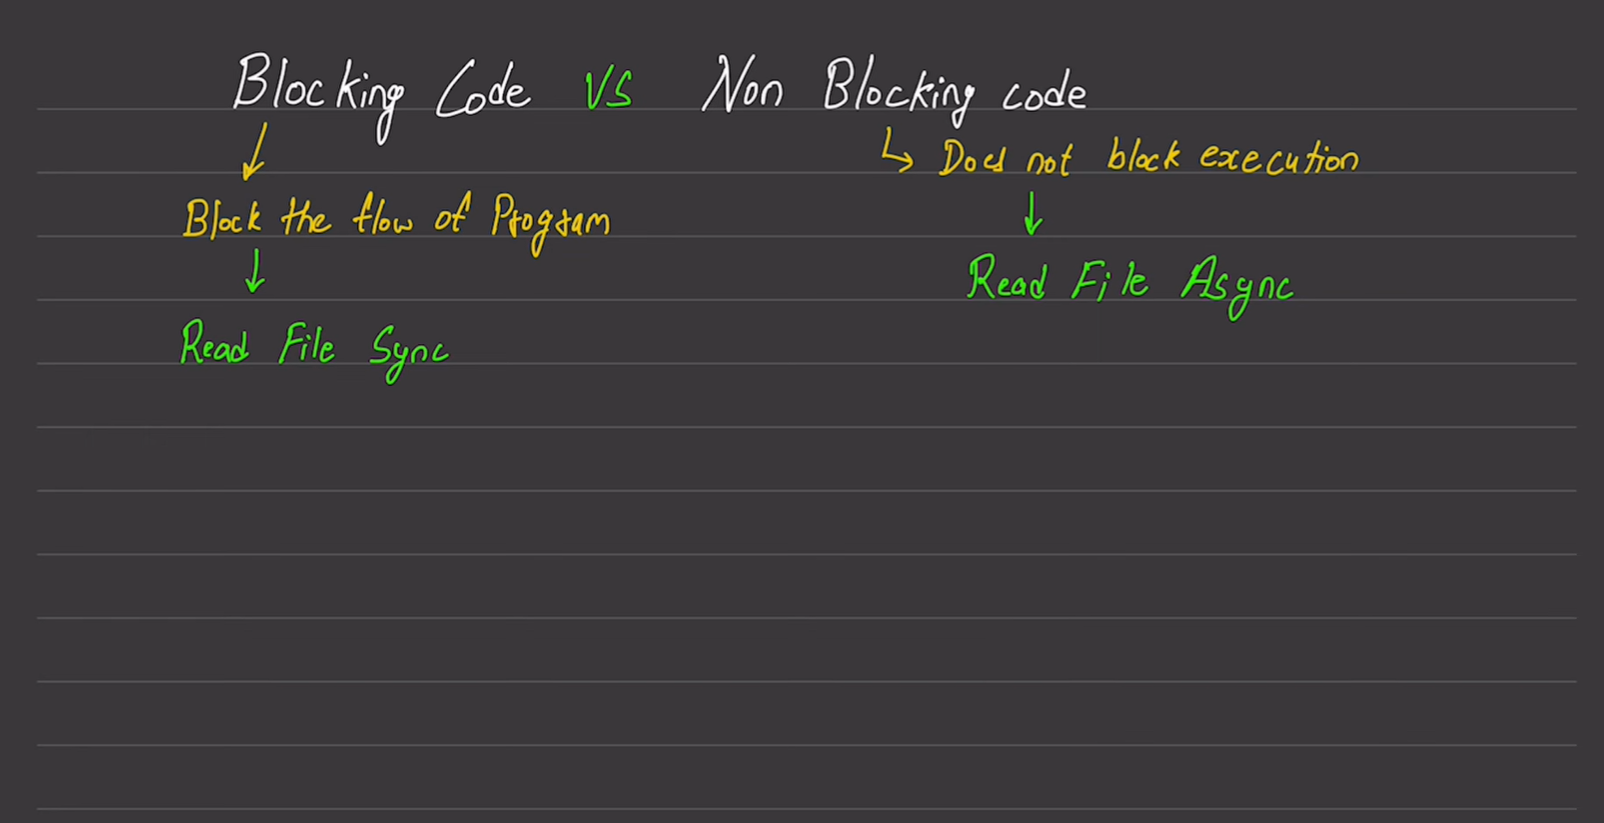 Blocking Code VS Non Blocking code
↳ Does not block execution
Block the flow of Program
Read File Async
Read File Sync